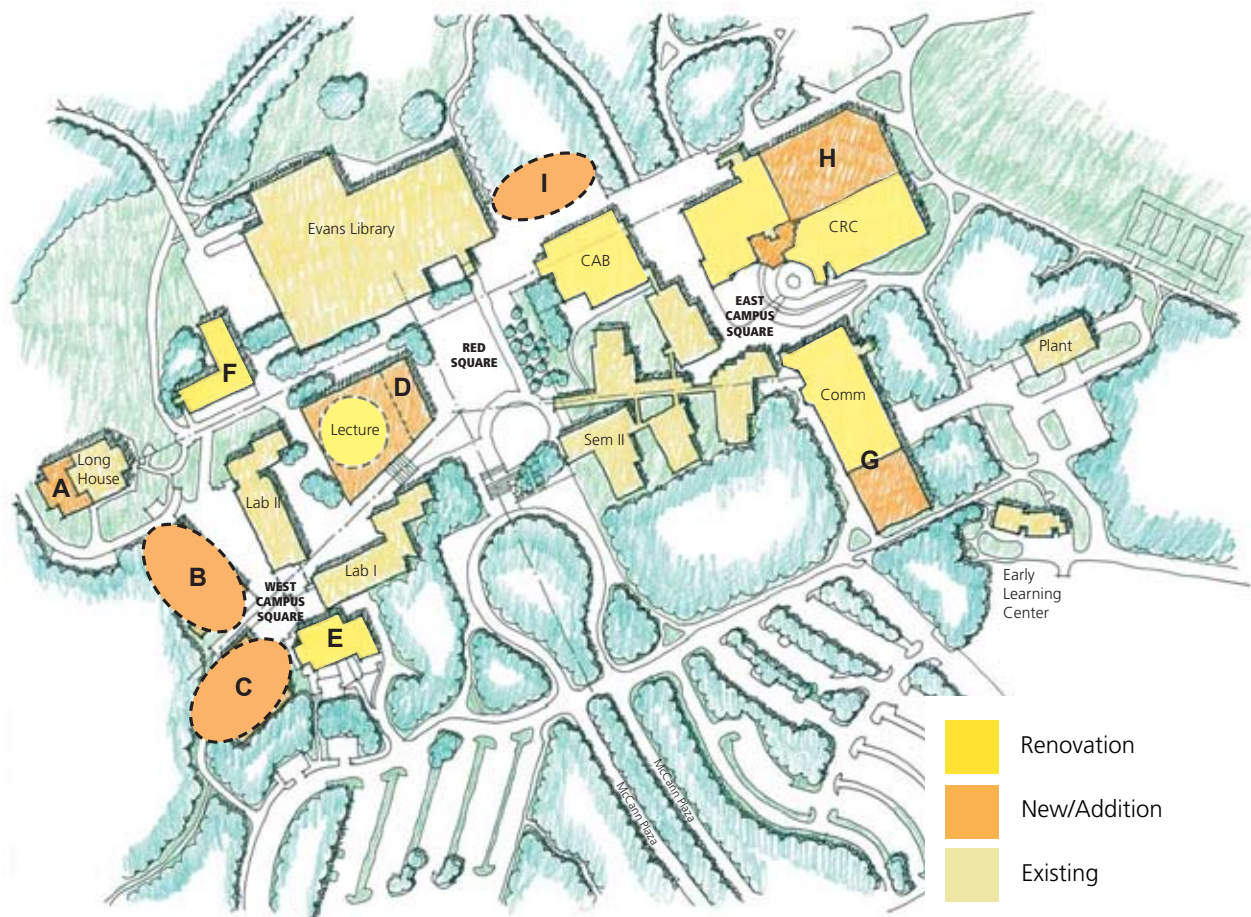 I
H
Evans Library
CRC
CAB
EAST
CAMPUS
SQUARE
RED
SQUARE
Plant
F
D
Comm
Lecture
Sem II
Long
House
A
G
Lab II
B
Lab I
WEST
CAMPUS
SQUARE
Early
Learning
Center
E
C
McCann Plaza
McCann Plaza
Renovation
New/Addition
Existing